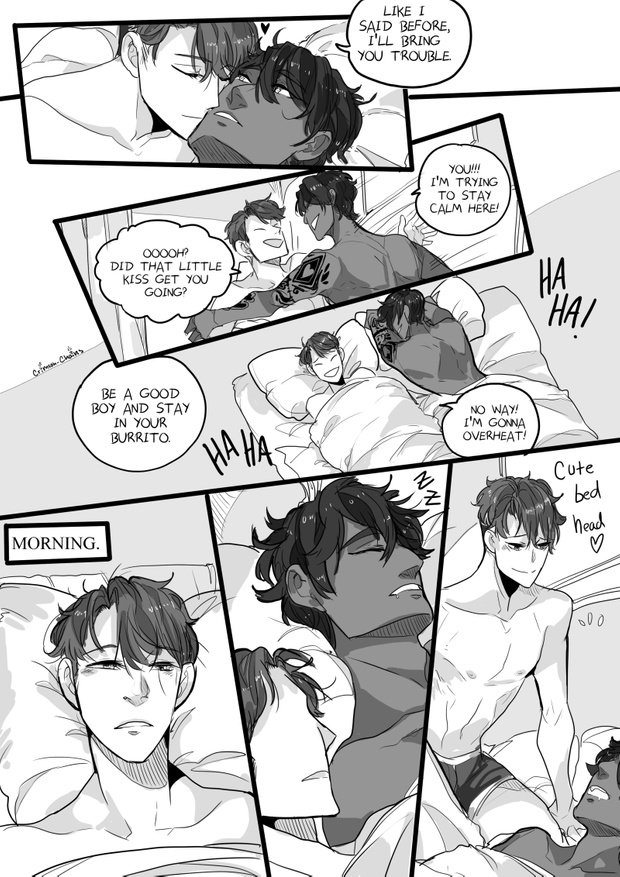 LIKE I
SAID BEFORE,
I'LL BRING
YOU TROUBLE.
YOU!!!
I'M TRYING
TO STAY
CALM HERE!
OOOOH?
DID THAT LITTLE
KISS GET YOU
GOING?
HA
HA!
Crimson-Chains
BE A GOOD
BOY AND STAY
IN YOUR
BURRITO.
NO WAY!
I'M GONNA
OVERHEAT!
HA HA
MORNING.
Z
Z
Cute
bed
head